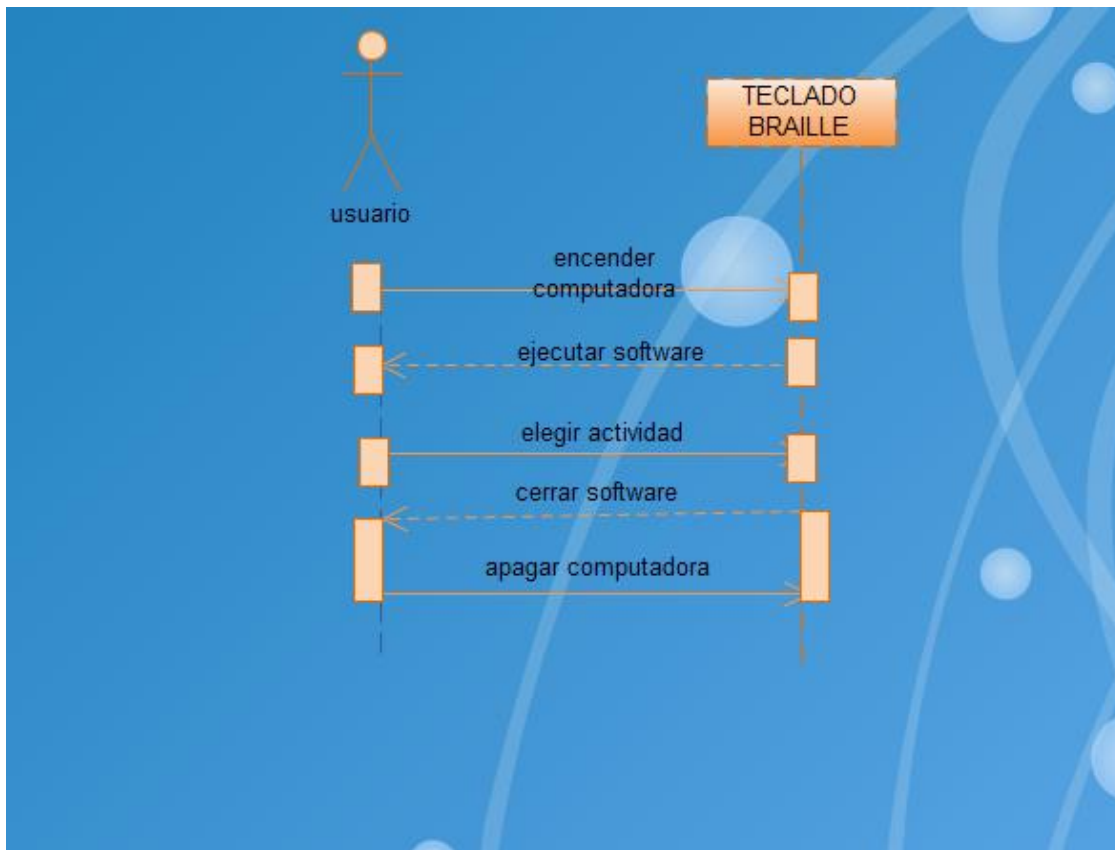 TECLADO
BRAILLE
usuario
encender
computadora
ejecutar software
elegir actividad
cerrar software
apagar computadora